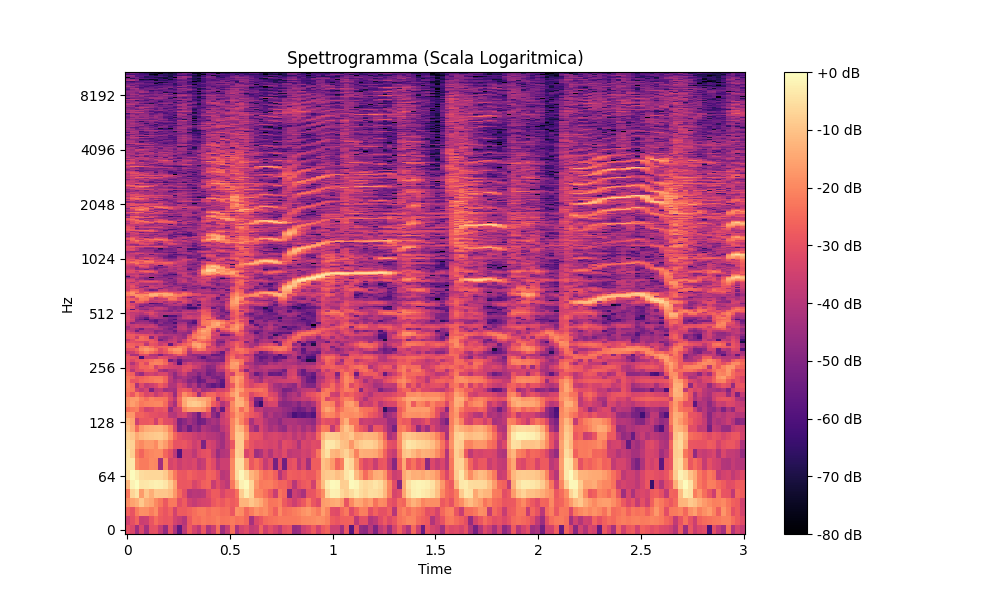 Spettrogramma (Scala Logaritmica)
Hz
8192
4096
2048
1024
512
256
128
64
0
0 0.5 1 1.5 2 2.5 3
Time
+0 dB
-10 dB
-20 dB
-30 dB
-40 dB
-50 dB
-60 dB
-70 dB
-80 dB